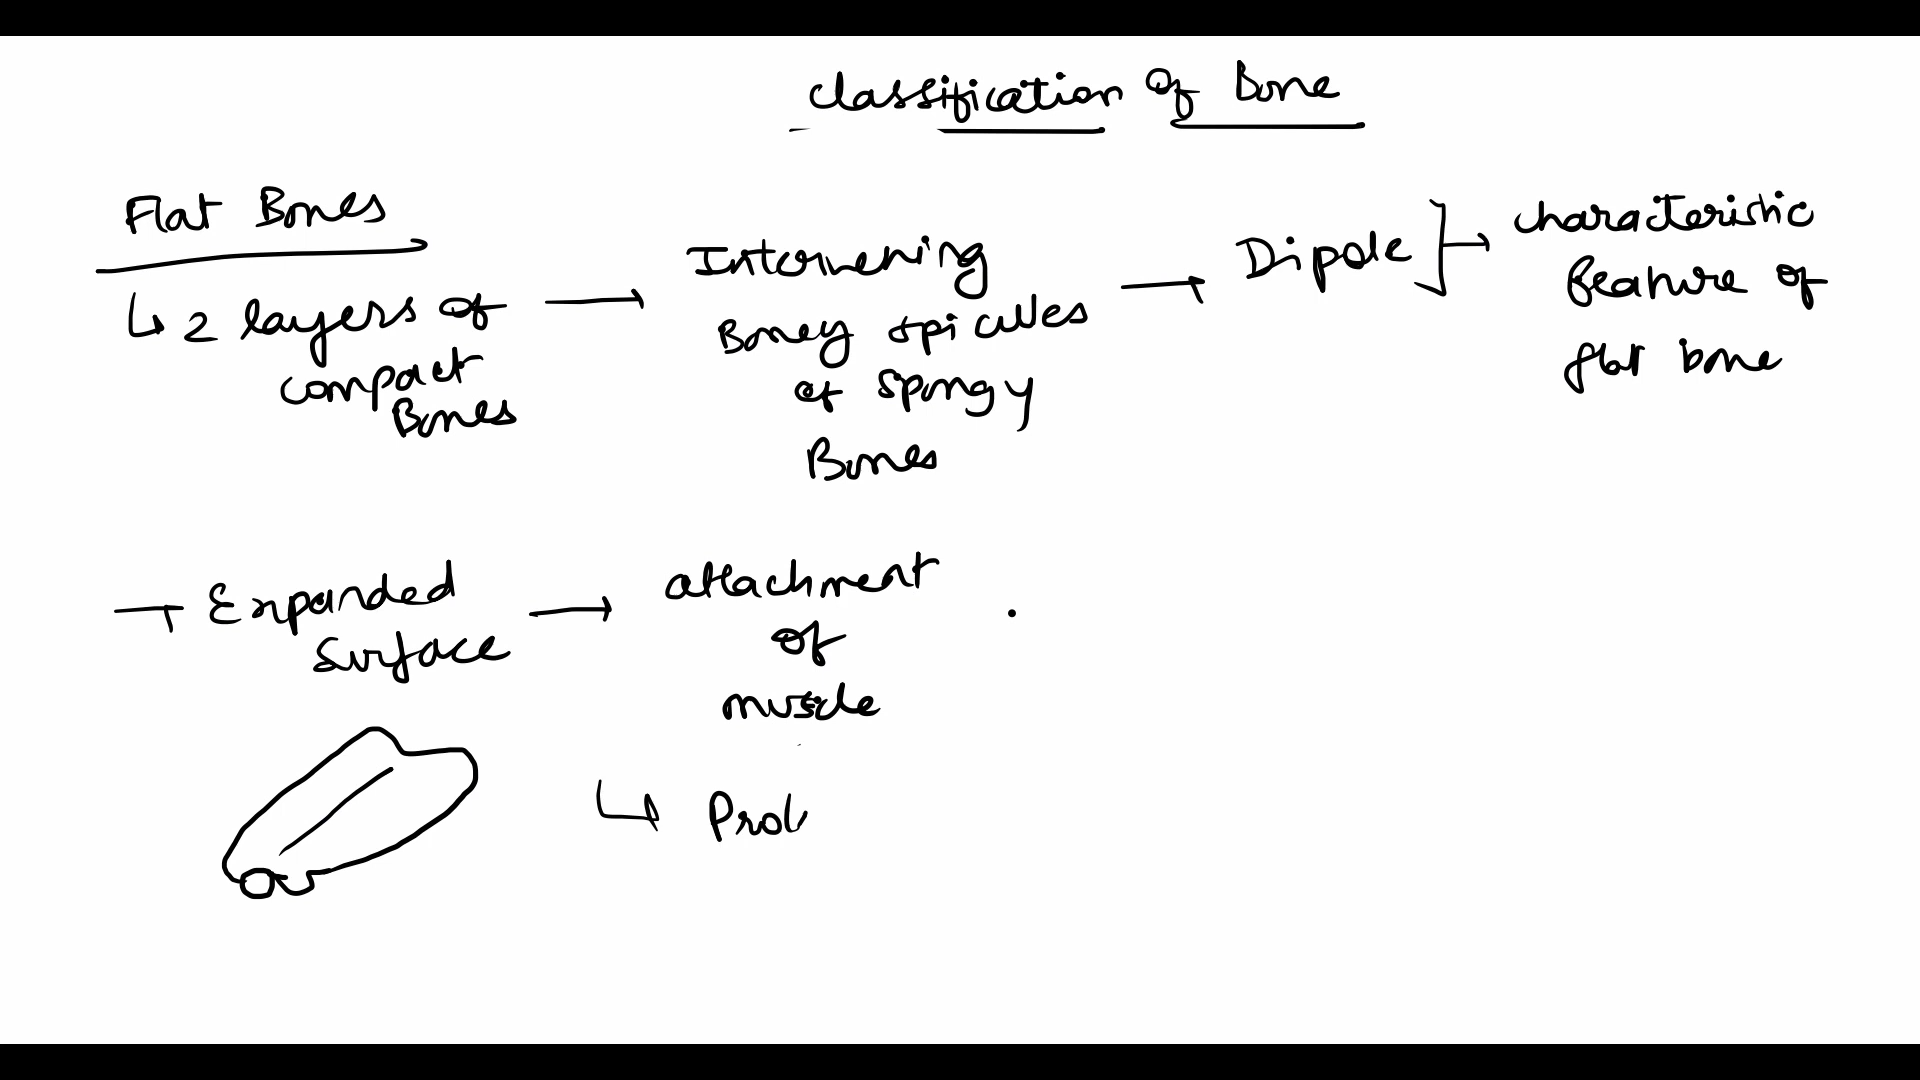 Classification of Bone
Flat Bones
2 layers of
compact
Bones
Intervening
Boney spicules
of spongy
Bones
Dipole
characteristic
feature of
flat bone
Expanded
surface
attachment
of
muscle
Prot